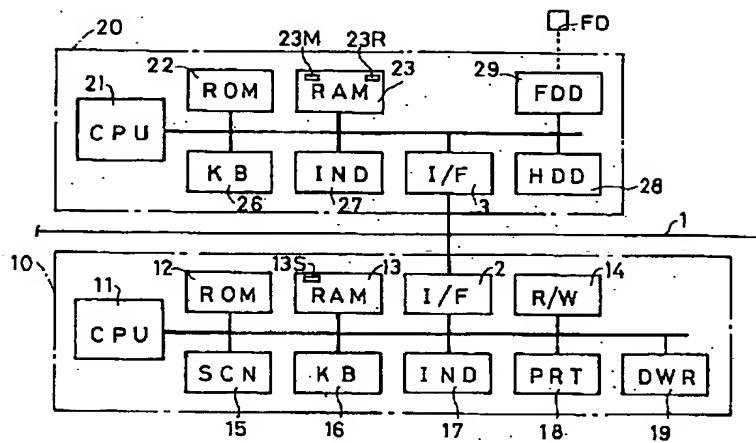 FD
20
23M 23R
22 29
21 ROM RAM 23 FDD
CPU
KB IND I/F HDD
26 27 3 28
1
10 13S
12 13 2 14
11 ROM RAM I/F R/W
CPU
SCN KB IND PRT DWR
15 16 17 18 19